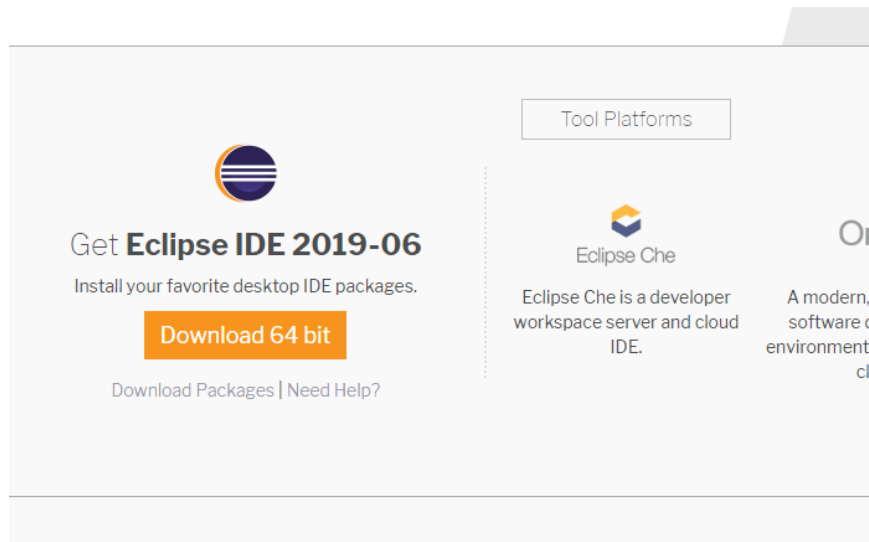 Tool Platforms
Get Eclipse IDE 2019-06
Install your favorite desktop IDE packages.
Download 64 bit
Download Packages | Need Help?
Eclipse Che
Eclipse Che is a developer
workspace server and cloud
IDE.
A modern,
software
environment